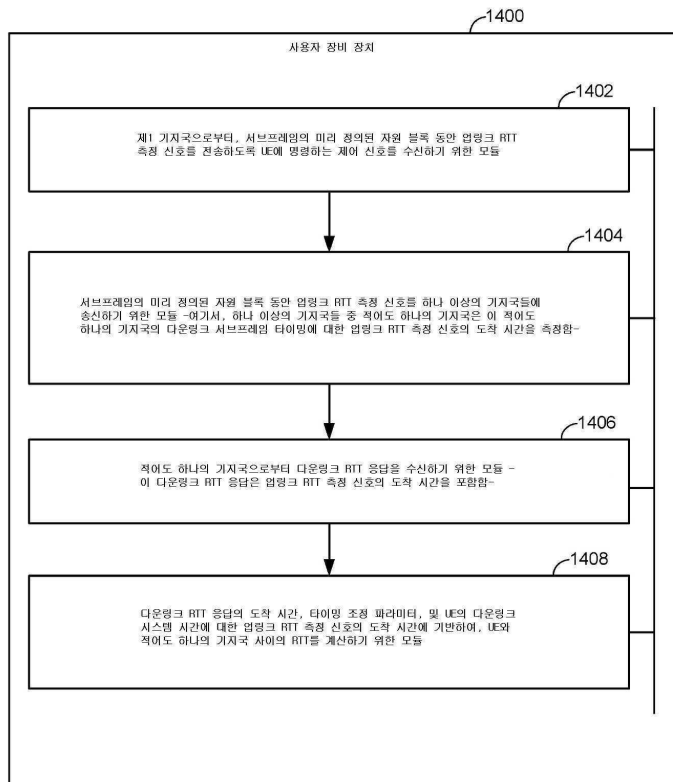 1400
사용자 장비 장치
1402
제1 기지국으로부터, 서브프레임의 미리 정의된 자원 블록 동안 업링크 RTT
측정 신호를 전송하도록 UE에 명령하는 제어 신호를 수신하기 위한 모듈
1404
서브프레임의 미리 정의된 자원 블록 동안 업링크 RTT 측정 신호를 하나 이상의 기지국들에
송신하기 위한 모듈 -여기서, 하나 이상의 기지국들 중 적어도 하나의 기지국은 이 적어도
하나의 기지국의 다운링크 서브프레임 타이밍에 대한 업링크 RTT 측정 신호의 도착 시간을 측정함-
1406
적어도 하나의 기지국으로부터 다운링크 RTT 응답을 수신하기 위한 모듈 -
이 다운링크 RTT 응답은 업링크 RTT 측정 신호의 도착 시간을 포함함-
1408
다운링크 RTT 응답의 도착 시간, 타이밍 조정 파라미터, 및 UE의 다운링크
시스템 시간에 대한 업링크 RTT 측정 신호의 도착 시간에 기반하여, UE와
적어도 하나의 기지국 사이의 RTT를 계산하기 위한 모듈